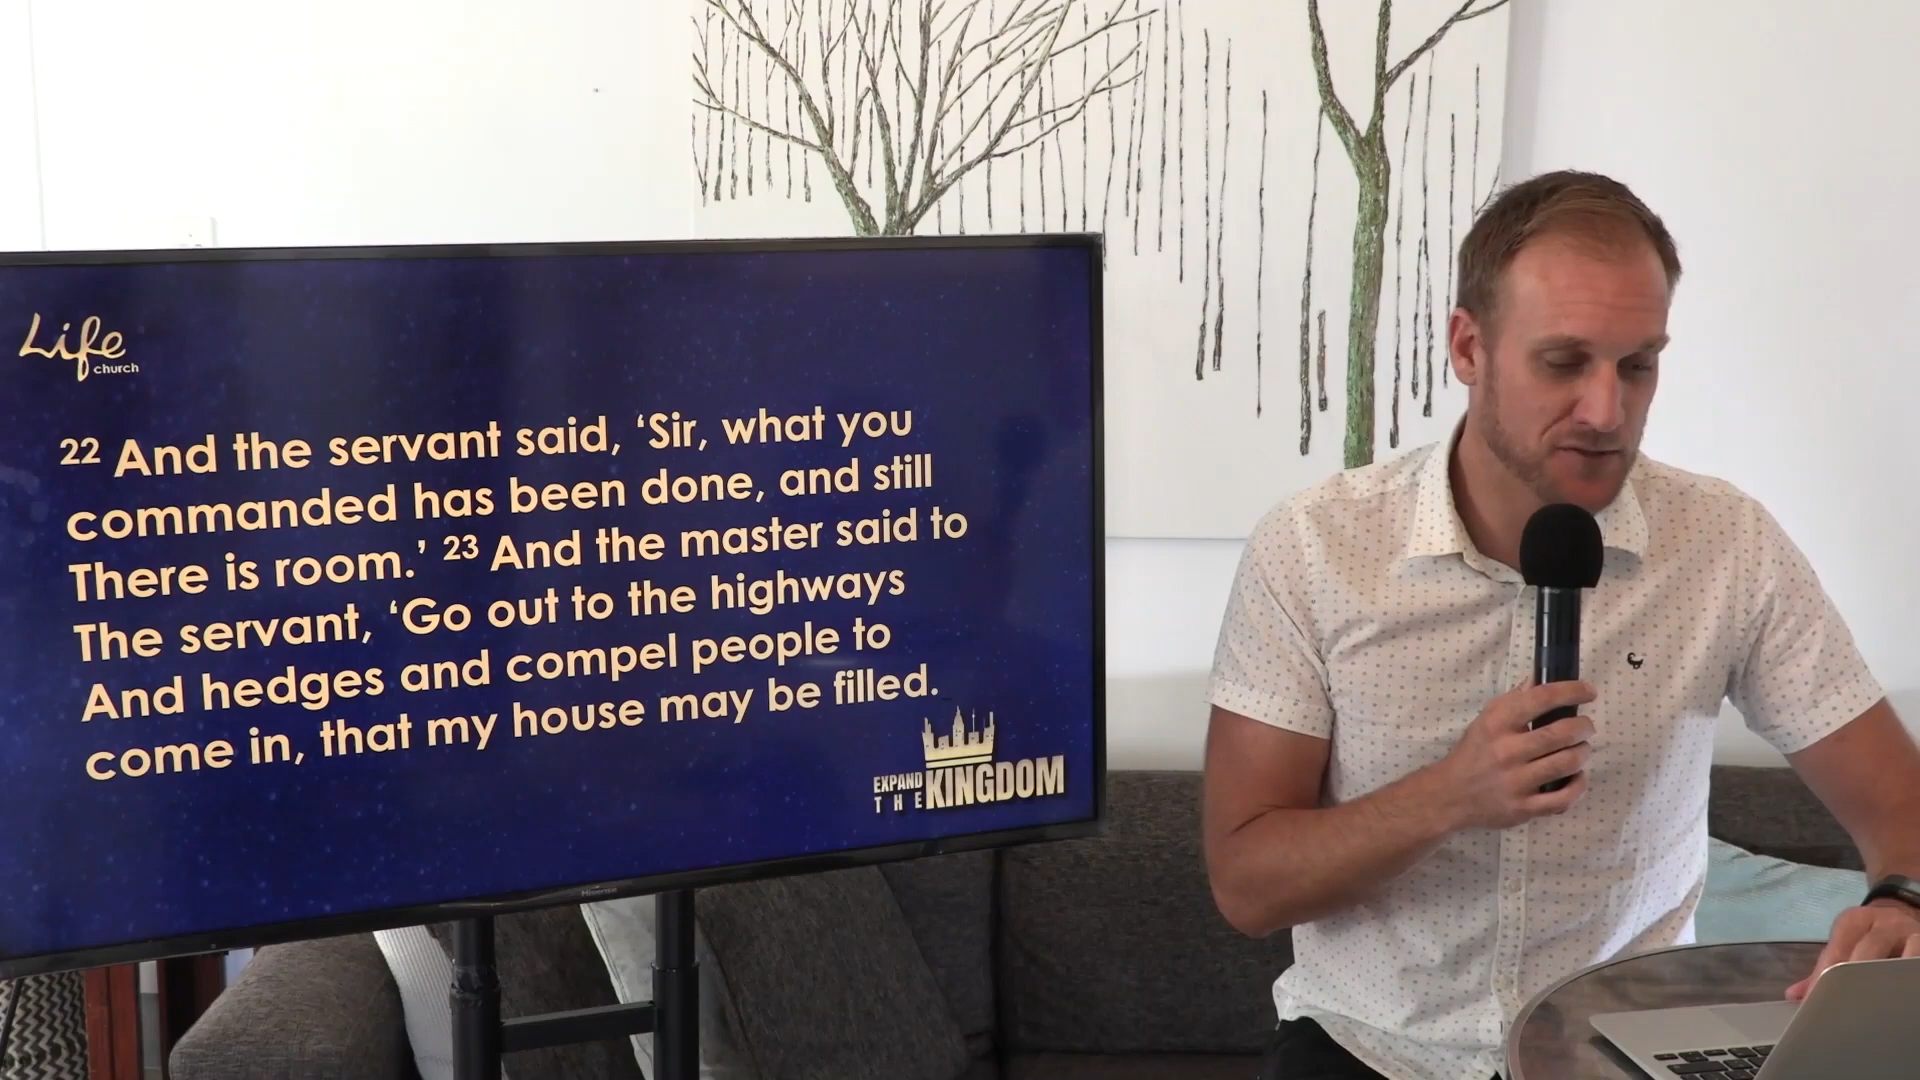 Life
church
22 And the servant said, ‘Sir, what you
commanded has been done, and still
There is room.’ 23 And the master said to
The servant, ‘Go out to the highways
And hedges and compel people to
come in, that my house may be filled.
EXPAND
THE KINGDOM
Hisense